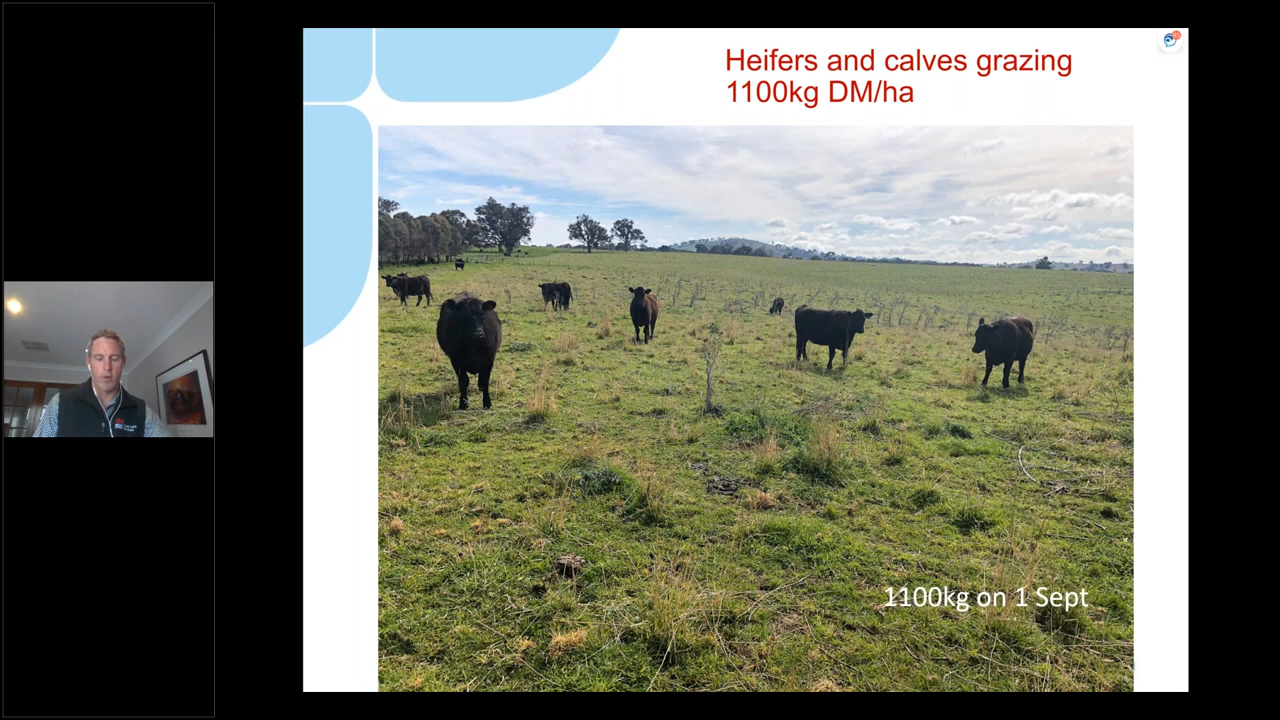 Heifers and calves grazing
1100kg DM/ha
1100kg on 1 Sept